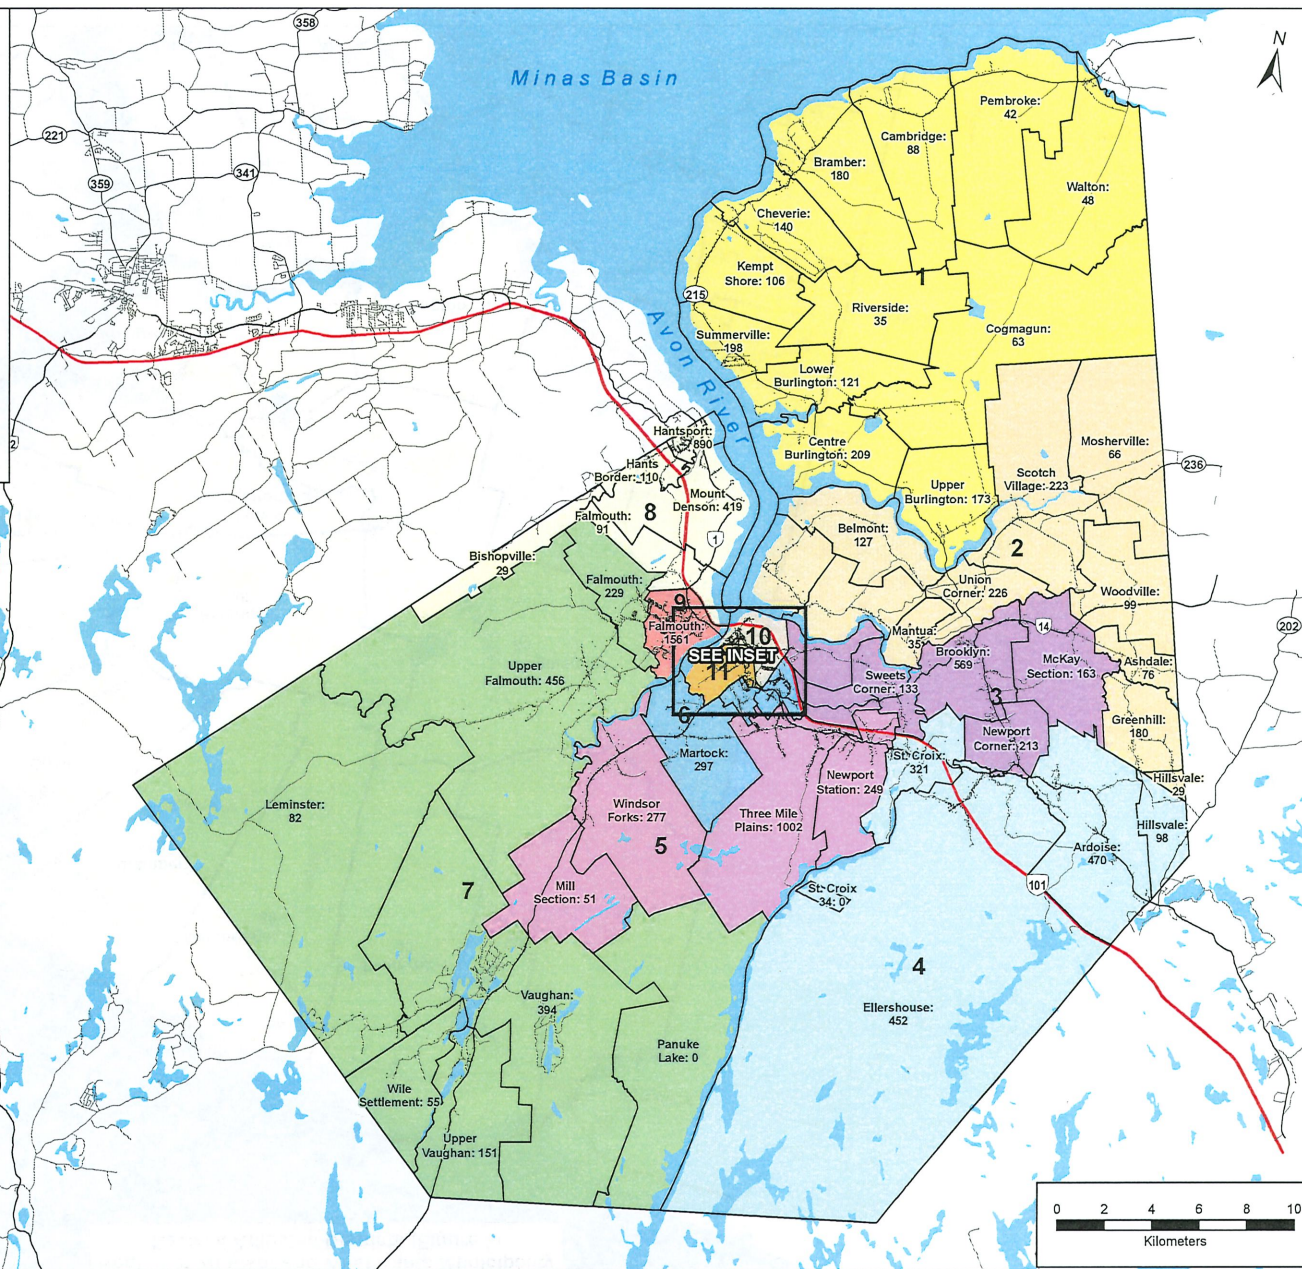 358
N
Minas Basin
Pembroke:
42
221
Cambridge:
88
Bramber:
180
341
359
Walton:
48
Cheverie:
140
Kempt
Shore: 106
1
215
Riverside:
35
Avon River
Summerville:
198
Cogmagun:
63
Lower
Burlington: 121
Hantsport:
890
Centre
Burlington: 209
Mosherville:
66
236
Hants
Border: 110
Scotch
Village: 223
Upper
Burlington: 173
Mount
Denson: 419
8
Falmouth:
91
Belmont:
127
1
2
Bishopville:
29
Falmouth:
229
Union
Corner: 226
Woodville:
99
9
Falmouth:
1561
10
Mantua:
35
14
202
SEE INSET
Brooklyn:
569
McKay
Section: 163
Ashdale:
76
11
Upper
Falmouth: 456
Sweets
Corner: 133
3
6
Greenhill:
180
Newport
Corner: 213
Martock:
297
St. Croix:
321
Newport
Station: 249
Hillsvale:
29
Leminster:
82
Windsor
Forks: 277
Three Mile
Plains: 1002
Hillsvale:
98
5
Ardoise:
470
7
Mill
Section: 51
St. Croix
34: 0
101
4
Vaughan:
394
Ellershouse:
452
Panuke
Lake: 0
Wile
Settlement: 55
Upper
Vaughan: 151
0 2 4 6 8 10
Kilometers